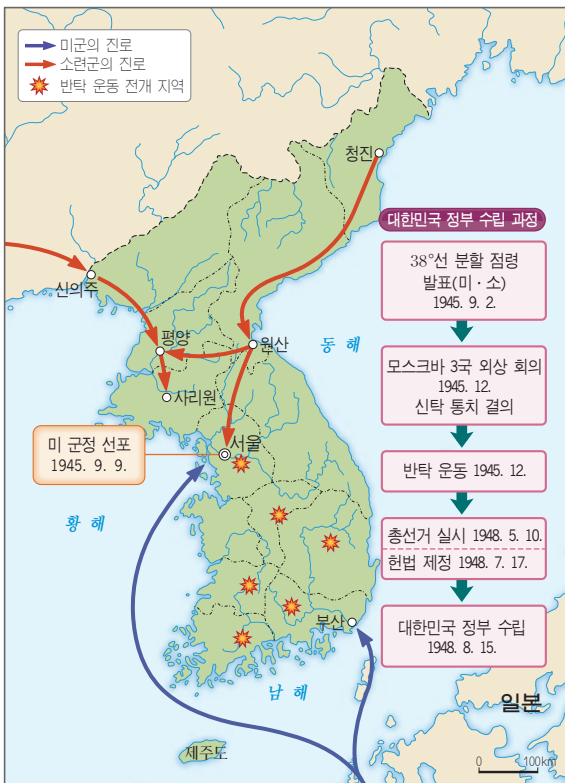 미군의 진로
소련군의 진로
반탁 운동 전개 지역
청진
신의주
평양
원산
동해
사리원
미 군정 선포
1945. 9. 9.
서울
황해
부산
남해
제주도
일본
0 100km
대한민국 정부 수립 과정
38°선 분할 점령
발표(미·소)
1945. 9. 2.
모스크바 3국 외상 회의
1945. 12.
신탁 통치 결의
반탁 운동 1945. 12.
총선거 실시 1948. 5. 10.
헌법 제정 1948. 7. 17.
대한민국 정부 수립
1948. 8. 15.